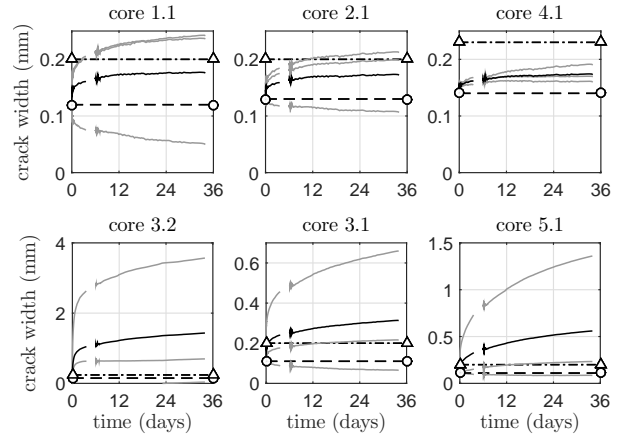 core 1.1
core 2.1
core 4.1
crack width (mm)
0.2
0.1
0
0 12 24 36
0.2
0.1
0
0 12 24 36
0.2
0.1
0
0 12 24 36
core 3.2
core 3.1
core 5.1
crack width (mm)
4
2
0
0 12 24 36
time (days)
0.6
0.4
0.2
0
0 12 24 36
time (days)
1.5
1
0.5
0
0 12 24 36
time (days)